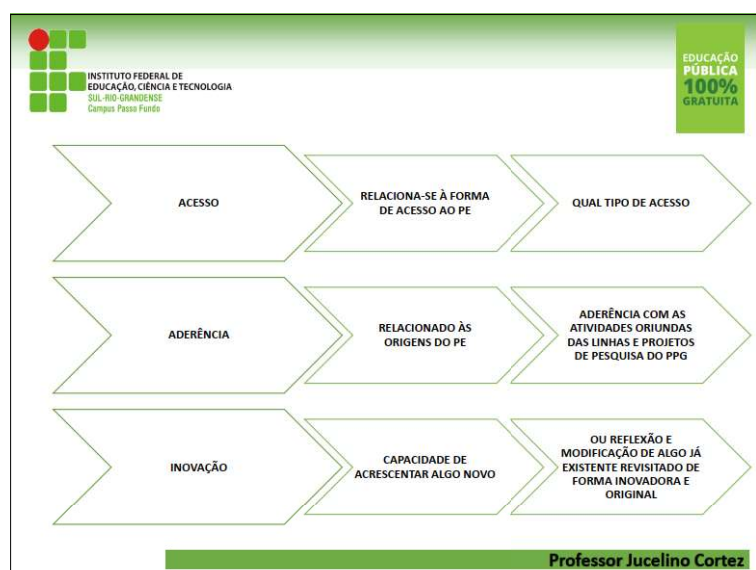 INSTITUTO FEDERAL DE
EDUCAÇÃO, CIÊNCIA E TECNOLOGIA
SUL-RIO-GRANDENSE
Campus Passo Fundo
EDUCAÇÃO
PÚBLICA
100%
GRATUITA
ACESSO
RELACIONA-SE À FORMA
DE ACESSO AO PE
QUAL TIPO DE ACESSO
ADERÊNCIA
RELACIONADO ÀS
ORIGENS DO PE
ADERÊNCIA COM AS
ATIVIDADES ORIUNDAS
DAS LINHAS E PROJETOS
DE PESQUISA DO PPG
INOVAÇÃO
CAPACIDADE DE
ACRESCENTAR ALGO NOVO
OU REFLEXÃO E
MODIFICAÇÃO DE ALGO JÁ
EXISTENTE REVISITADO DE
FORMA INOVADORA E
ORIGINAL
Professor Jucelino Cortez